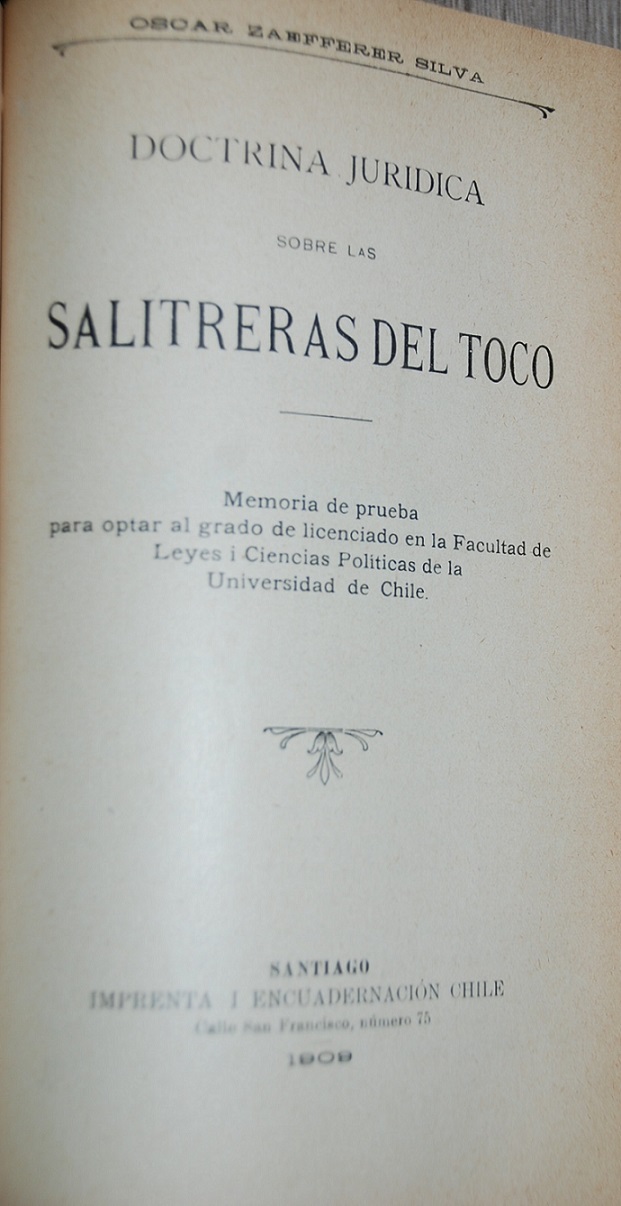 OSCAR ZAEFFERER SILVA
DOCTRINA JURIDICA
SOBRE LAS
SALITRERAS DEL TOCO
Memoria de prueba
para optar al grado de licenciado en la Facultad de
Leyes i Ciencias Politicas de la
Universidad de Chile.
SANTIAGO
IMPRENTA I ENCUADERNACIÓN CHILE
Calle San Francisco, número 75
1909